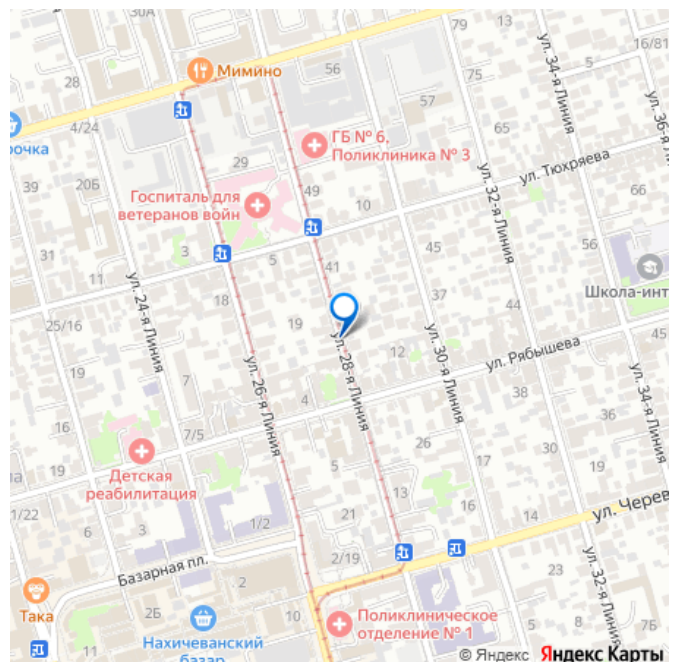 30А
79
13
ул. 34-я Линия
16/81
Мимино
28
56
75
4/24
57
ГБ № 6,
Поликлиника № 3
65
ул. 36-я Линия
рочка
29
20Б
Госпиталь для
ветеранов войн
49
10
ул. Тюхряева
ул. 32-я Линия
66
39
3
45
56
31
11
5
41
Школа-инт
18
37
44
25/16
ул. 24-я Линия
19
ул. 28-я Линия
ул. 30-я Линия
12
ул. Рябышева
45
19
7
ул. 26-я Линия
4
38
ул. 34-я Линия
36
16
7/5
26
30
19
Детская
реабилитация
5
17
19
13
16
1/22
6
3
1/2
21
14
ул. Черев
2/19
Базарная пл.
2
ул. 32-я Линия
13
Така
2Б
10
Поликлиническое
отделение № 1
6
7Б
Нахичеванский
базар
© Яндекс Яндекс Карты